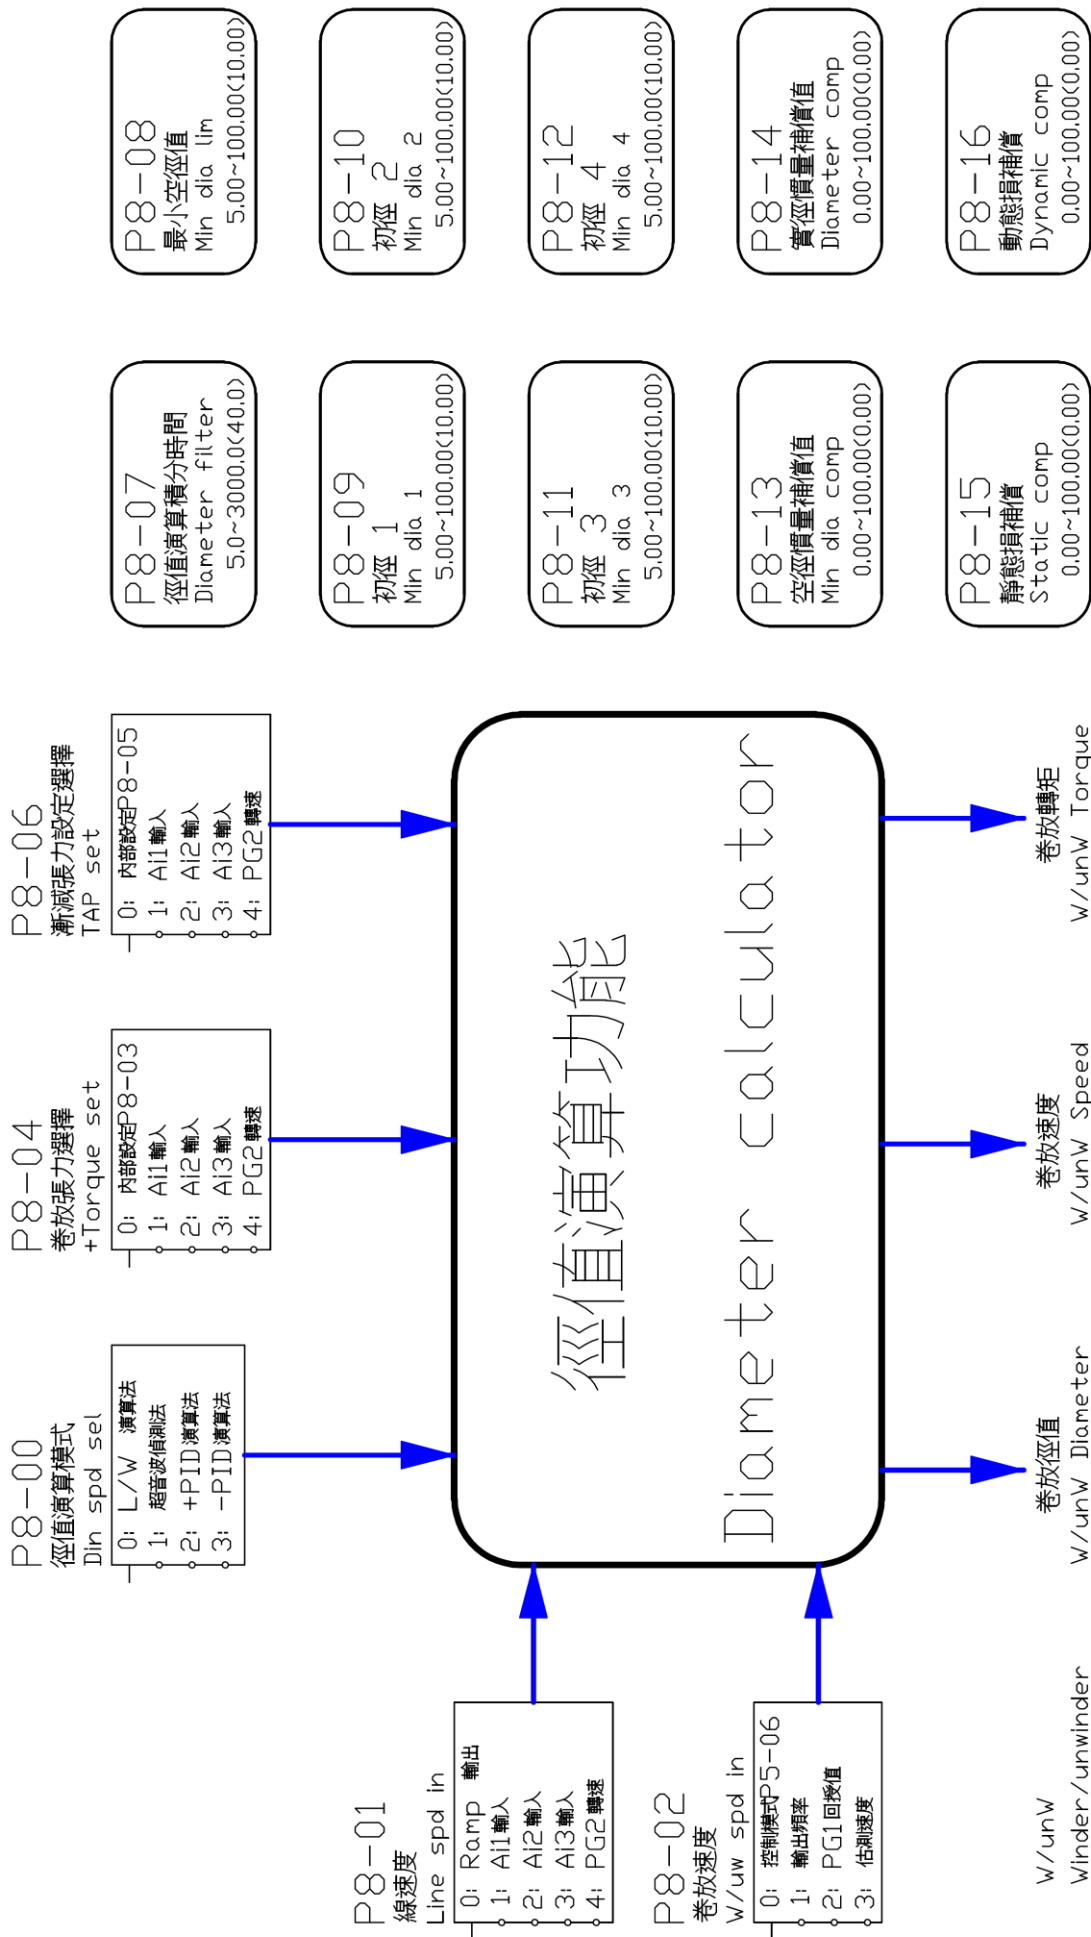 P8-00
徑值演算模式
Din spd sel
0: L/W 演算法
1: 超音波偵測法
2: +PID演算法
3: -PID演算法
P8-04
卷放張力選擇
+Torque set
0: 內部設定P8-03
1: Ai1輸入
2: Ai2輸入
3: Ai3輸入
4: PG2轉速
P8-06
漸減張力設定選擇
TAP set
0: 內部設定P8-05
1: Ai1輸入
2: Ai2輸入
3: Ai3輸入
4: PG2轉速
P8-01
線速度
Line spd in
0: Ramp 輸出
1: Ai1輸入
2: Ai2輸入
3: Ai3輸入
4: PG2轉速
P8-02
卷放速度
W/uw spd in
0: 控制模式P5-06
1: 輸出頻率
2: PG1回授值
3: 估測速度
徑值演算功能
Diameter calculator
卷放徑值
W/unW Diameter
卷放速度
W/unW Speed
卷放轉矩
W/unW Torque
W/unW
Winder/unwinder
P8-07
徑值演算積分時間
Diameter filter
5.0~3000.0(40.0)
P8-08
最小空徑值
Min dia lim
5.00~100.00(10.00)
P8-09
初徑 1
Min dia 1
5.00~100.00(10.00)
P8-10
初徑 2
Min dia 2
5.00~100.00(10.00)
P8-11
初徑 3
Min dia 3
5.00~100.00(10.00)
P8-12
初徑 4
Min dia 4
5.00~100.00(10.00)
P8-13
空徑慣量補償值
Min dia comp
0.00~100.00(0.00)
P8-14
實徑慣量補償值
Diameter comp
0.00~100.00(0.00)
P8-15
靜態損補償
Static comp
0.00~100.00(0.00)
P8-16
動態損補償
Dynamic comp
0.00~100.00(0.00)